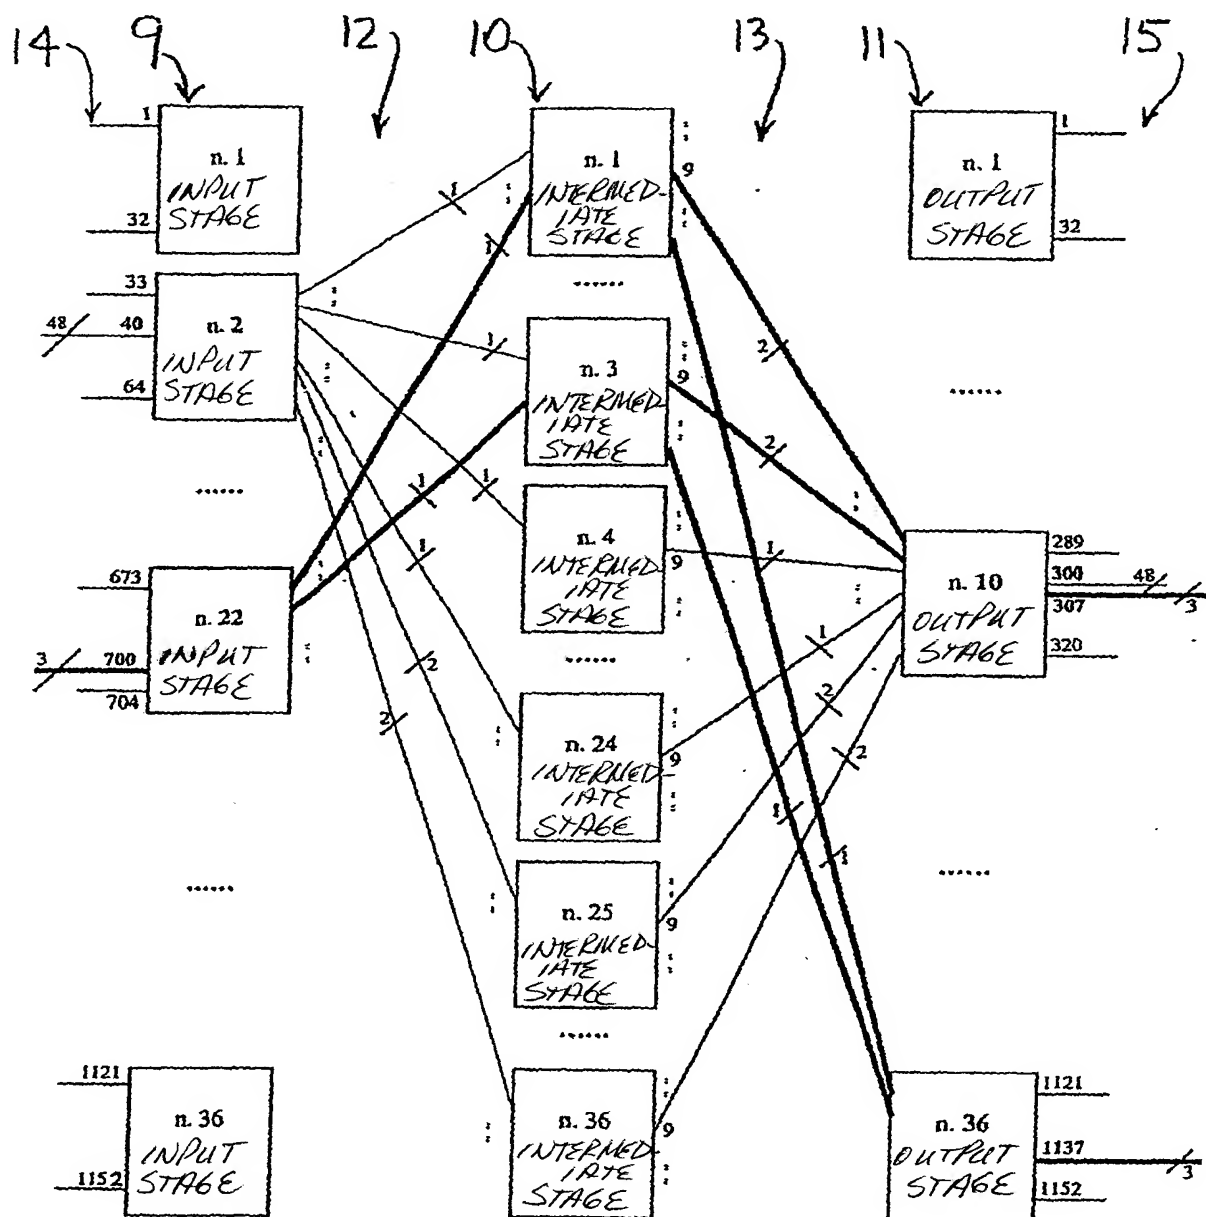 14 9 12 10 13 11 15
1
n. 1
INPUT
STAGE
32
33
48 40
n. 2
INPUT
STAGE
64
......
673
n. 22
INPUT
STAGE
3 700
704
......
1121
n. 36
INPUT
STAGE
1152
1
1
1
1
1
1
2
2
n. 1
INTERMED-
IATE
STAGE
9
......
n. 3
INTERMED-
IATE
STAGE
9
n. 4
INTERMED-
IATE
STAGE
9
......
n. 24
INTERMED-
IATE
STAGE
9
n. 25
INTERMED-
IATE
STAGE
9
......
n. 36
INTERMED-
IATE
STAGE
9
2
2
1
1
2
2
1
1
n. 1
OUTPUT
STAGE
1
32
......
n. 10
OUTPUT
STAGE
289
300 48
307 3
320
......
n. 36
OUTPUT
STAGE
1121
1137 3
1152